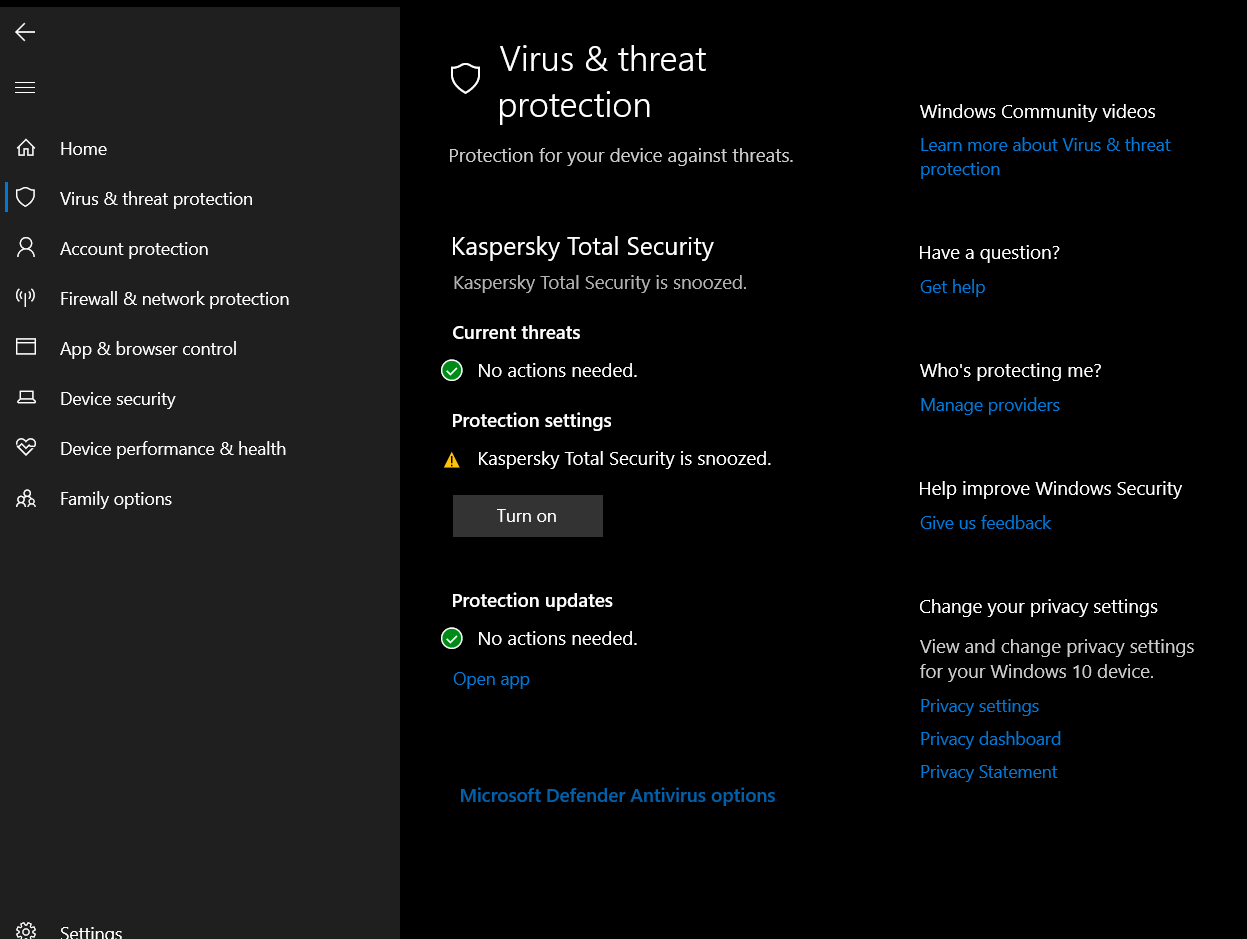 Home
Virus & threat protection
Account protection
Firewall & network protection
App & browser control
Device security
Device performance & health
Family options
Settings
Virus & threat
protection
Protection for your device against threats.
Kaspersky Total Security
Kaspersky Total Security is snoozed.
Current threats
No actions needed.
Protection settings
Kaspersky Total Security is snoozed.
Turn on
Protection updates
No actions needed.
Open app
Microsoft Defender Antivirus options
Windows Community videos
Learn more about Virus & threat
protection
Have a question?
Get help
Who's protecting me?
Manage providers
Help improve Windows Security
Give us feedback
Change your privacy settings
View and change privacy settings
for your Windows 10 device.
Privacy settings
Privacy dashboard
Privacy Statement